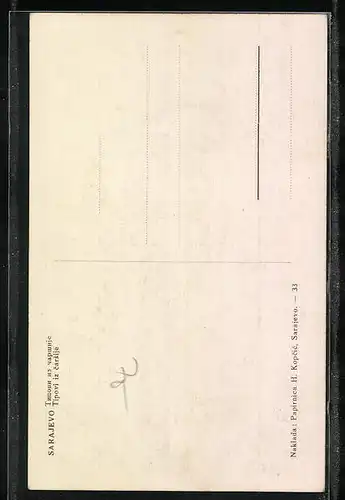 SARAJEVO Типови из чаршије
Tipovi iz čaršije
Naklada: Papirnica H. Kopčić, Sarajevo. — 33